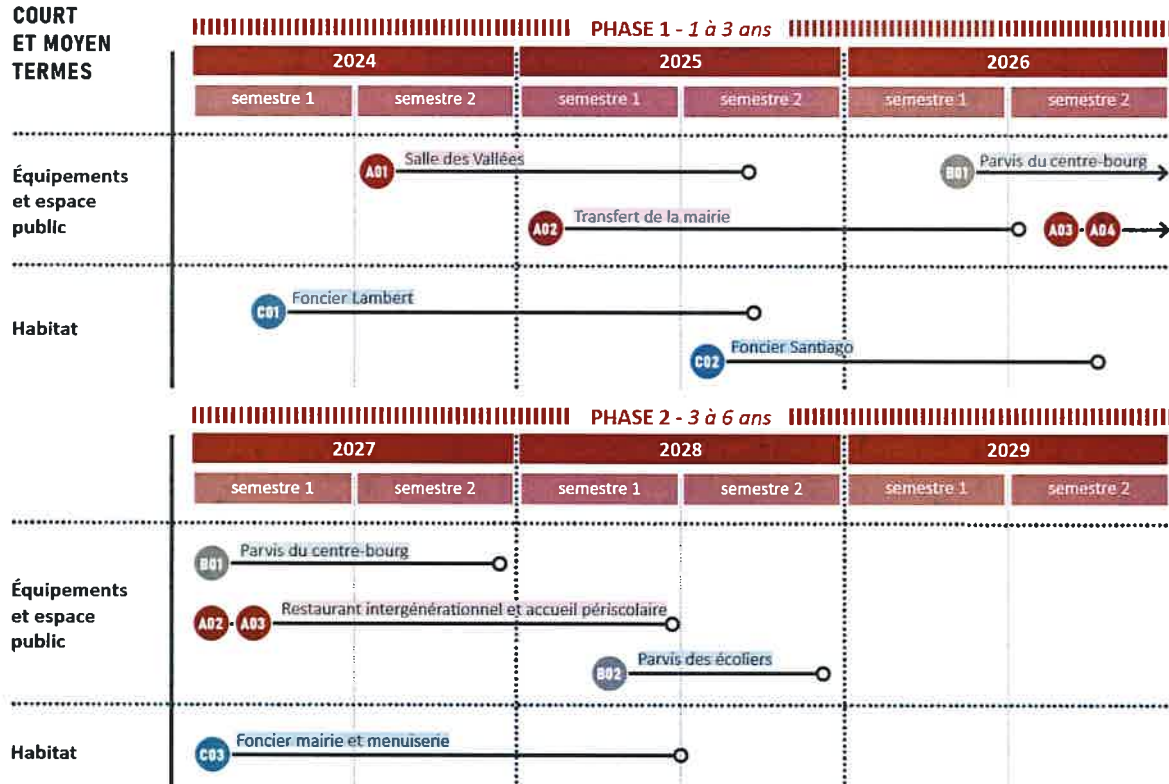 COURT
ET MOYEN
TERMES
PHASE 1 - 1 à 3 ans
2024 2025 2026
semestre 1 semestre 2 semestre 1 semestre 2 semestre 1 semestre 2
Équipements
et espace
public
A01 Salle des Vallées
B01 Parvis du centre-bourg
A02 Transfert de la mairie
A03 A04
Habitat
C01 Foncier Lambert
C02 Foncier Santiago
PHASE 2 - 3 à 6 ans
2027 2028 2029
semestre 1 semestre 2 semestre 1 semestre 2 semestre 1 semestre 2
Équipements
et espace
public
B01 Parvis du centre-bourg
A02 A03 Restaurant intergénérationnel et accueil périscolaire
B02 Parvis des écoliers
Habitat
C03 Foncier mairie et menuiserie